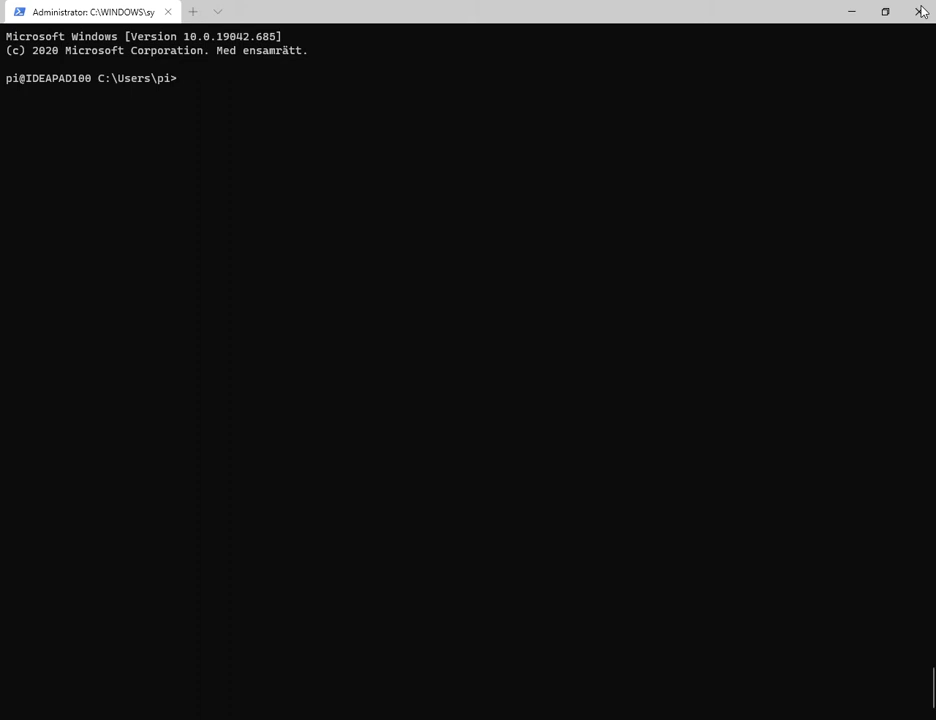 Administrator: C:\WINDOWS\sy
Microsoft Windows [Version 10.0.19042.685]
(c) 2020 Microsoft Corporation. Med ensamrätt.
pi@IDEAPAD100 C:\Users\pi>